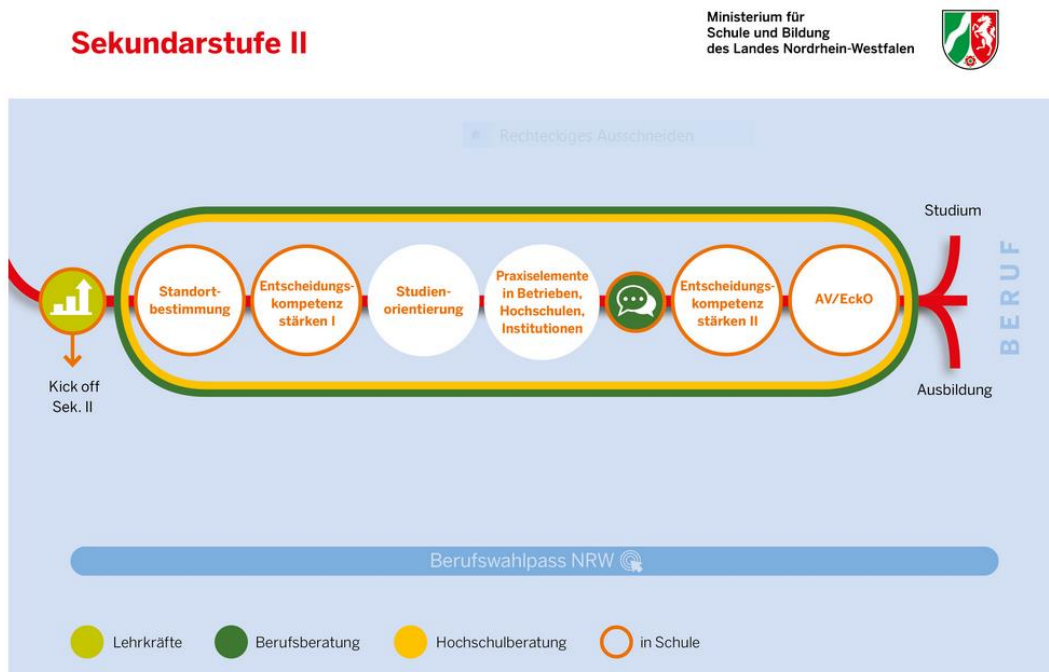 Sekundarstufe II
Ministerium für
Schule und Bildung
des Landes Nordrhein-Westfalen
Rechteckiges Ausschneiden
Kick off
Sek. II
Standort-
bestimmung
Entscheidungs-
kompetenz
stärken I
Studien-
orientierung
Praxiselemente
in Betrieben,
Hochschulen,
Institutionen
Entscheidungs-
kompetenz
stärken II
AV/EckO
Studium
Ausbildung
BERUF
Berufswahlpass NRW
Lehrkräfte
Berufsberatung
Hochschulberatung
in Schule